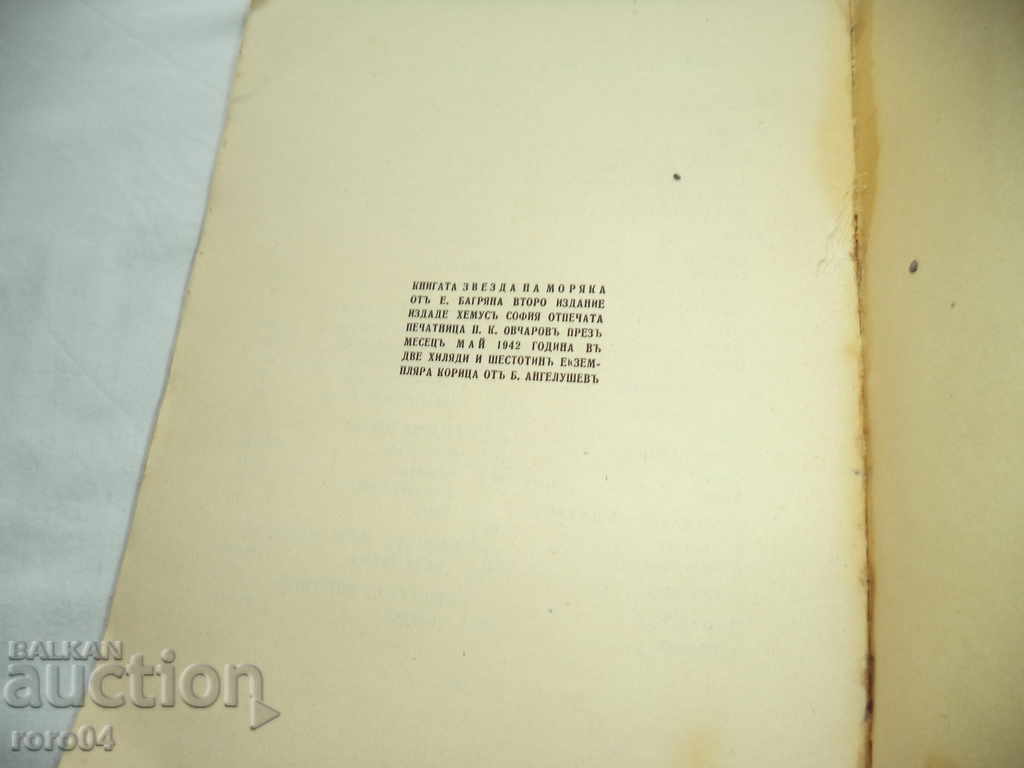 КНИГАТА ЗВЕЗДА НА МОРЯКА
ОТЪ Е. БАГРЯНА ВТОРО ИЗДАНИЕ
ИЗДАДЕ ХЕМУСЪ СОФИЯ ОТПЕЧАТА
ПЕЧАТНИЦА П. К. ОВЧАРОВЪ ПРЕЗЪ
МЕСЕЦЪ МАЙ 1942 ГОДИНА ВЪ
ДВЕ ХИЛЯДИ И ШЕСТОТИНЪ ЕКЗЕМ-
ПЛЯРА КОРИЦА ОТЪ Б. АНГЕЛУШЕВЪ
BALKAN
auction
roro04